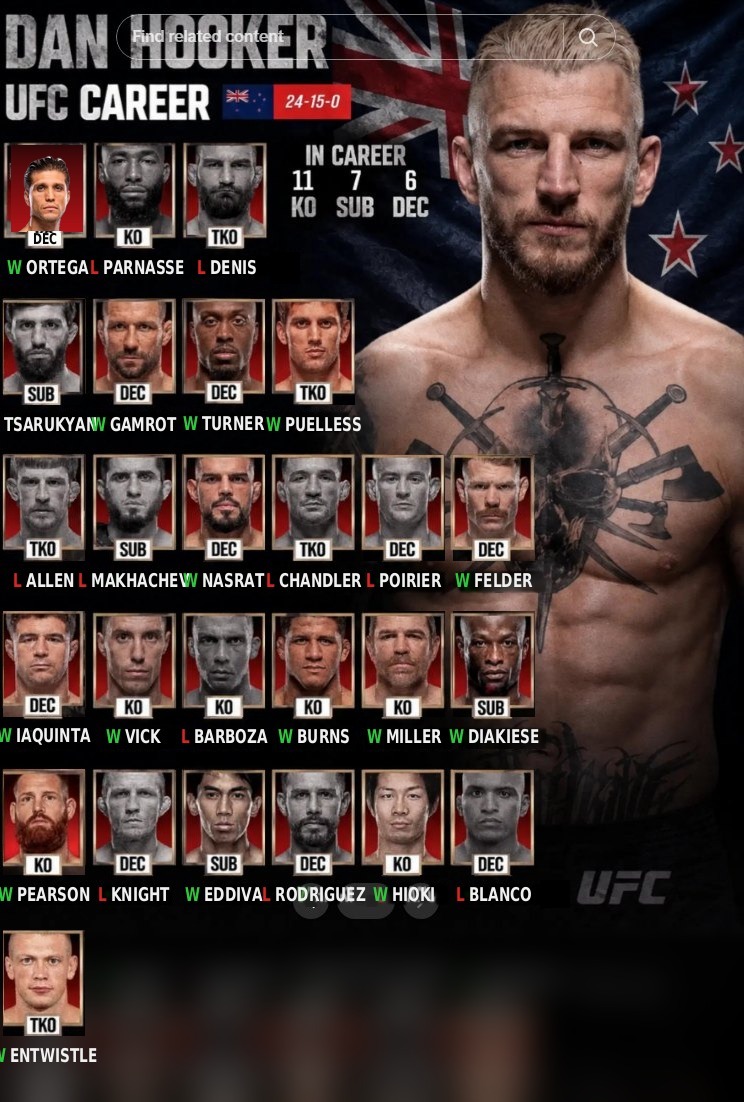 DAN HOOKER
Find related content
UFC CAREER 24-15-0
IN CAREER
11 7 6
KO SUB DEC
DEC KO TKO
W ORTEGA L PARNASSE L DENIS
SUB DEC DEC TKO
TSARUKYAN W GAMROT W TURNER W PUELLESS
TKO SUB DEC TKO DEC DEC
L ALLEN L MAKHACHEV W NASRAT L CHANDLER L POIRIER W FELDER
DEC KO KO KO KO SUB
W IAQUINTA W VICK L BARBOZA W BURNS W MILLER W DIAKIESE
KO DEC SUB DEC KO DEC
W PEARSON L KNIGHT W EDDIVA L RODRIGUEZ W HIOKI L BLANCO
UFC
TKO
W ENTWISTLE